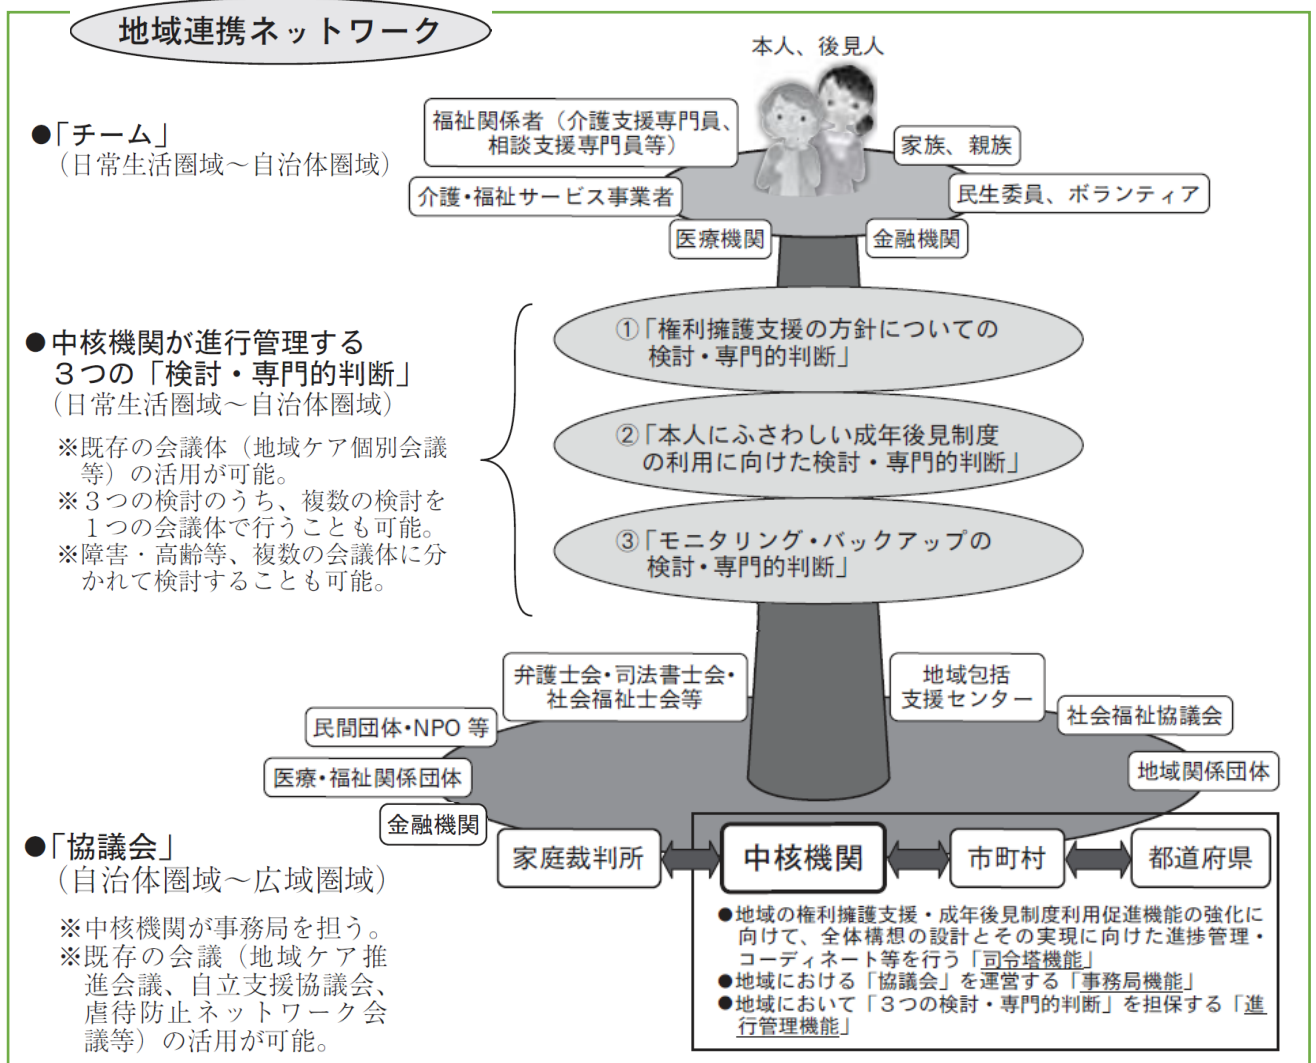 地域連携ネットワーク
本人、後見人
●「チーム」
（日常生活圏域～自治体圏域）
福祉関係者（介護支援専門員、
相談支援専門員等）
家族、親族
介護・福祉サービス事業者
民生委員、ボランティア
医療機関
金融機関
●中核機関が進行管理する
３つの「検討・専門的判断」
（日常生活圏域～自治体圏域）
※既存の会議体（地域ケア個別会議
等）の活用が可能。
※３つの検討のうち、複数の検討を
１つの会議体で行うことも可能。
※障害・高齢等、複数の会議体に分
かれて検討することも可能。
①「権利擁護支援の方針についての
検討・専門的判断」
②「本人にふさわしい成年後見制度
の利用に向けた検討・専門的判断」
③「モニタリング・バックアップの
検討・専門的判断」
弁護士会・司法書士会・
社会福祉士会等
地域包括
支援センター
民間団体・NPO 等
社会福祉協議会
医療・福祉関係団体
地域関係団体
金融機関
●「協議会」
（自治体圏域～広域圏域）
※中核機関が事務局を担う。
※既存の会議（地域ケア推
進会議、自立支援協議会、
虐待防止ネットワーク会
議等）の活用が可能。
家庭裁判所
中核機関
市町村
都道府県
●地域の権利擁護支援・成年後見制度利用促進機能の強化に
向けて、全体構想の設計とその実現に向けた進捗管理・
コーディネート等を行う「司令塔機能」
●地域における「協議会」を運営する「事務局機能」
●地域において「３つの検討・専門的判断」を担保する「進
行管理機能」